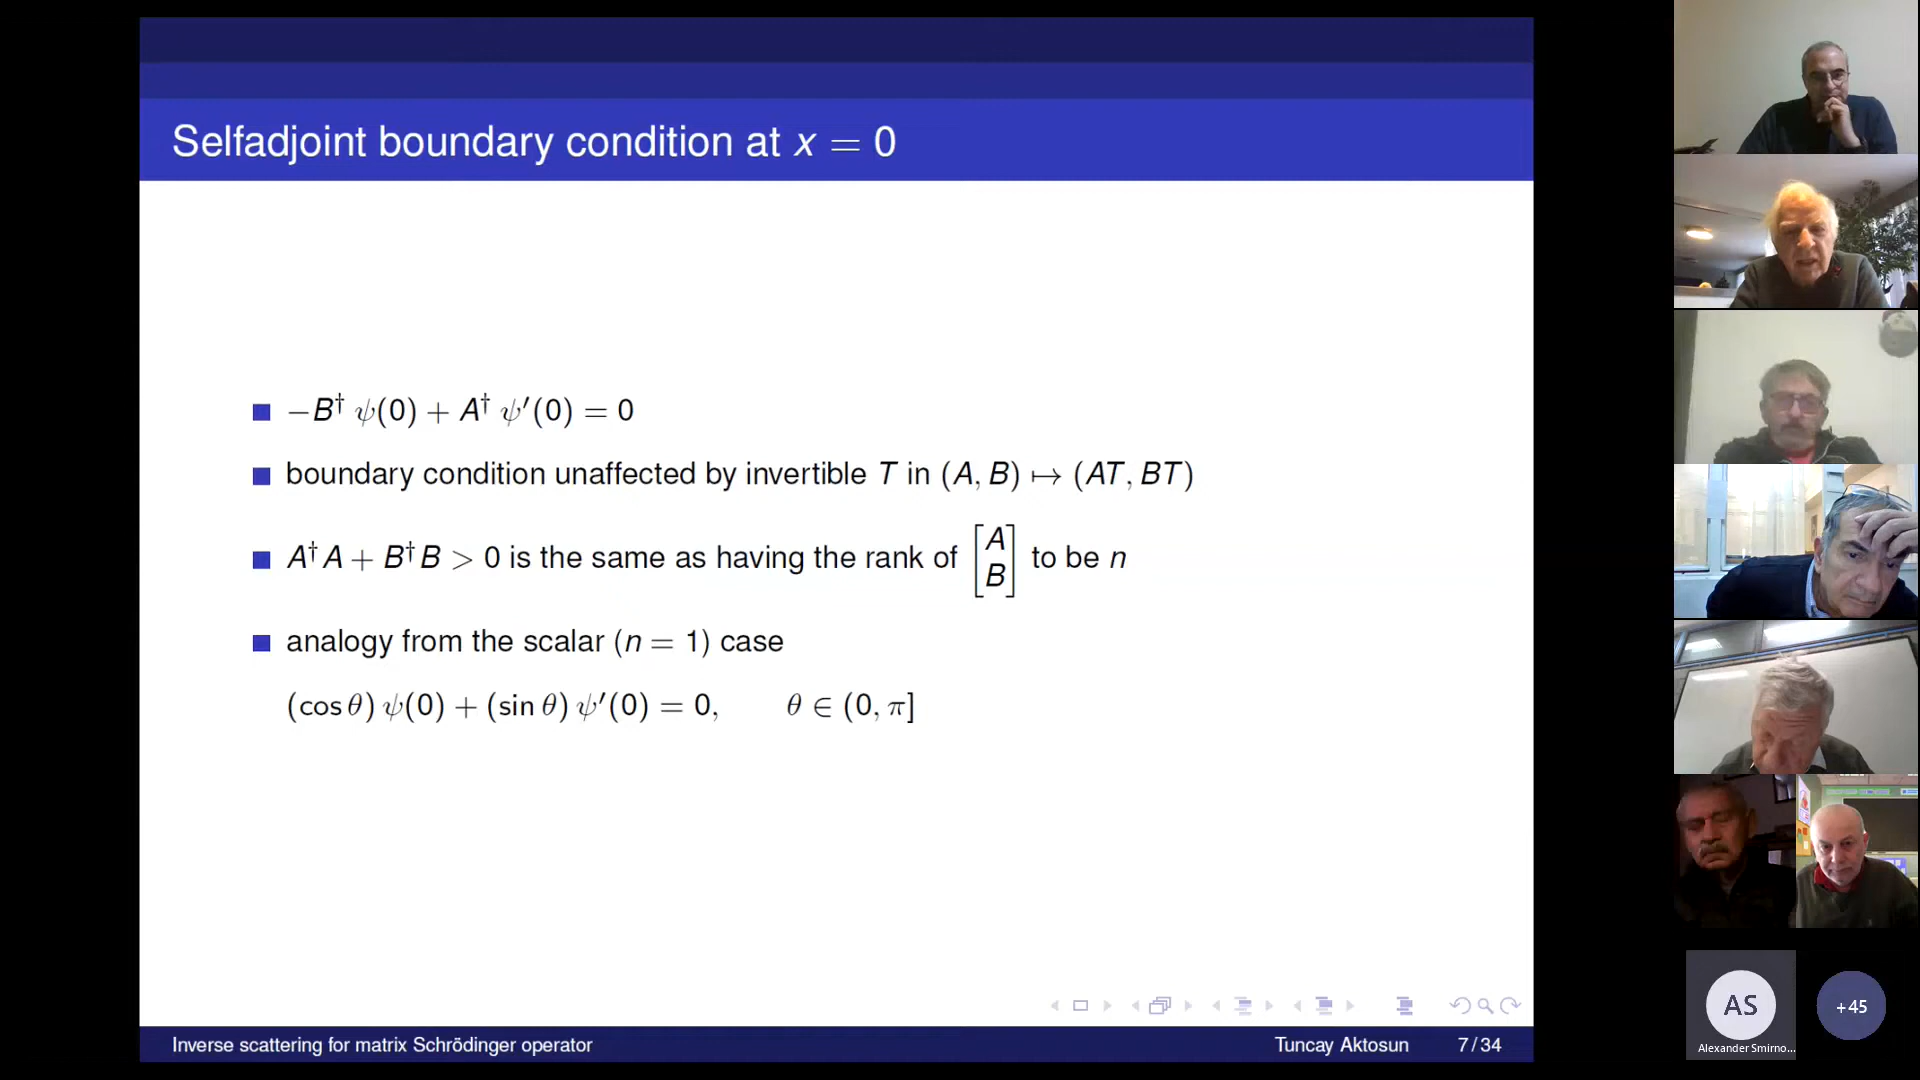 Selfadjoint boundary condition at x = 0
−B† ψ(0) + A† ψ′(0) = 0
boundary condition unaffected by invertible T in (A, B) ↦ (AT, BT)
A†A + B†B > 0 is the same as having the rank of [A B] to be n
analogy from the scalar (n = 1) case
(cos θ) ψ(0) + (sin θ) ψ′(0) = 0, θ ∈ (0, π]
Inverse scattering for matrix Schrödinger operator Tuncay Aktosun 7 / 34
AS
Alexander Smirno...
+45